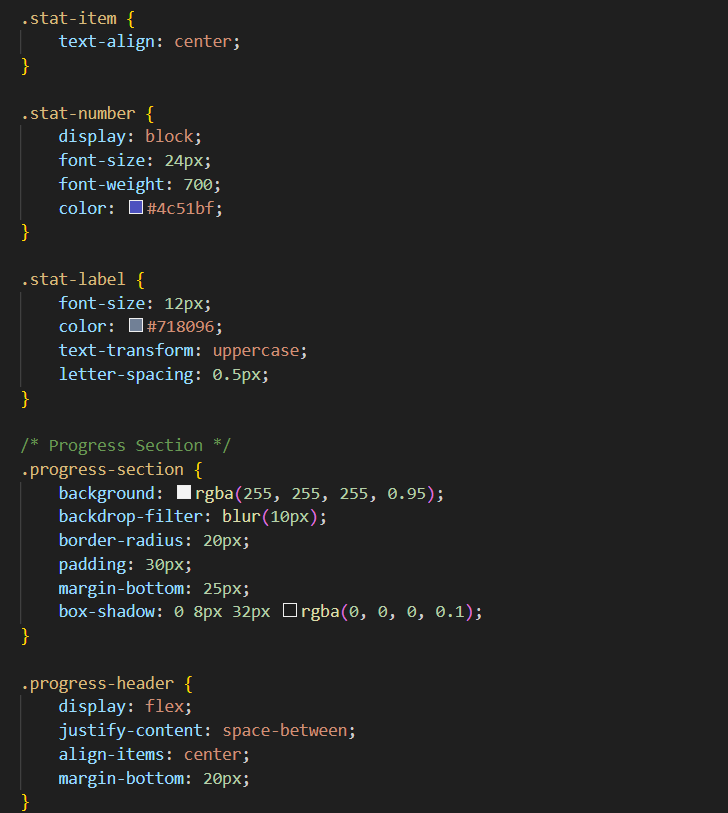 .stat-item {
    text-align: center;
}

.stat-number {
    display: block;
    font-size: 24px;
    font-weight: 700;
    color: #4c51bf;
}

.stat-label {
    font-size: 12px;
    color: #718096;
    text-transform: uppercase;
    letter-spacing: 0.5px;
}

/* Progress Section */
.progress-section {
    background: rgba(255, 255, 255, 0.95);
    backdrop-filter: blur(10px);
    border-radius: 20px;
    padding: 30px;
    margin-bottom: 25px;
    box-shadow: 0 8px 32px rgba(0, 0, 0, 0.1);
}

.progress-header {
    display: flex;
    justify-content: space-between;
    align-items: center;
    margin-bottom: 20px;
}